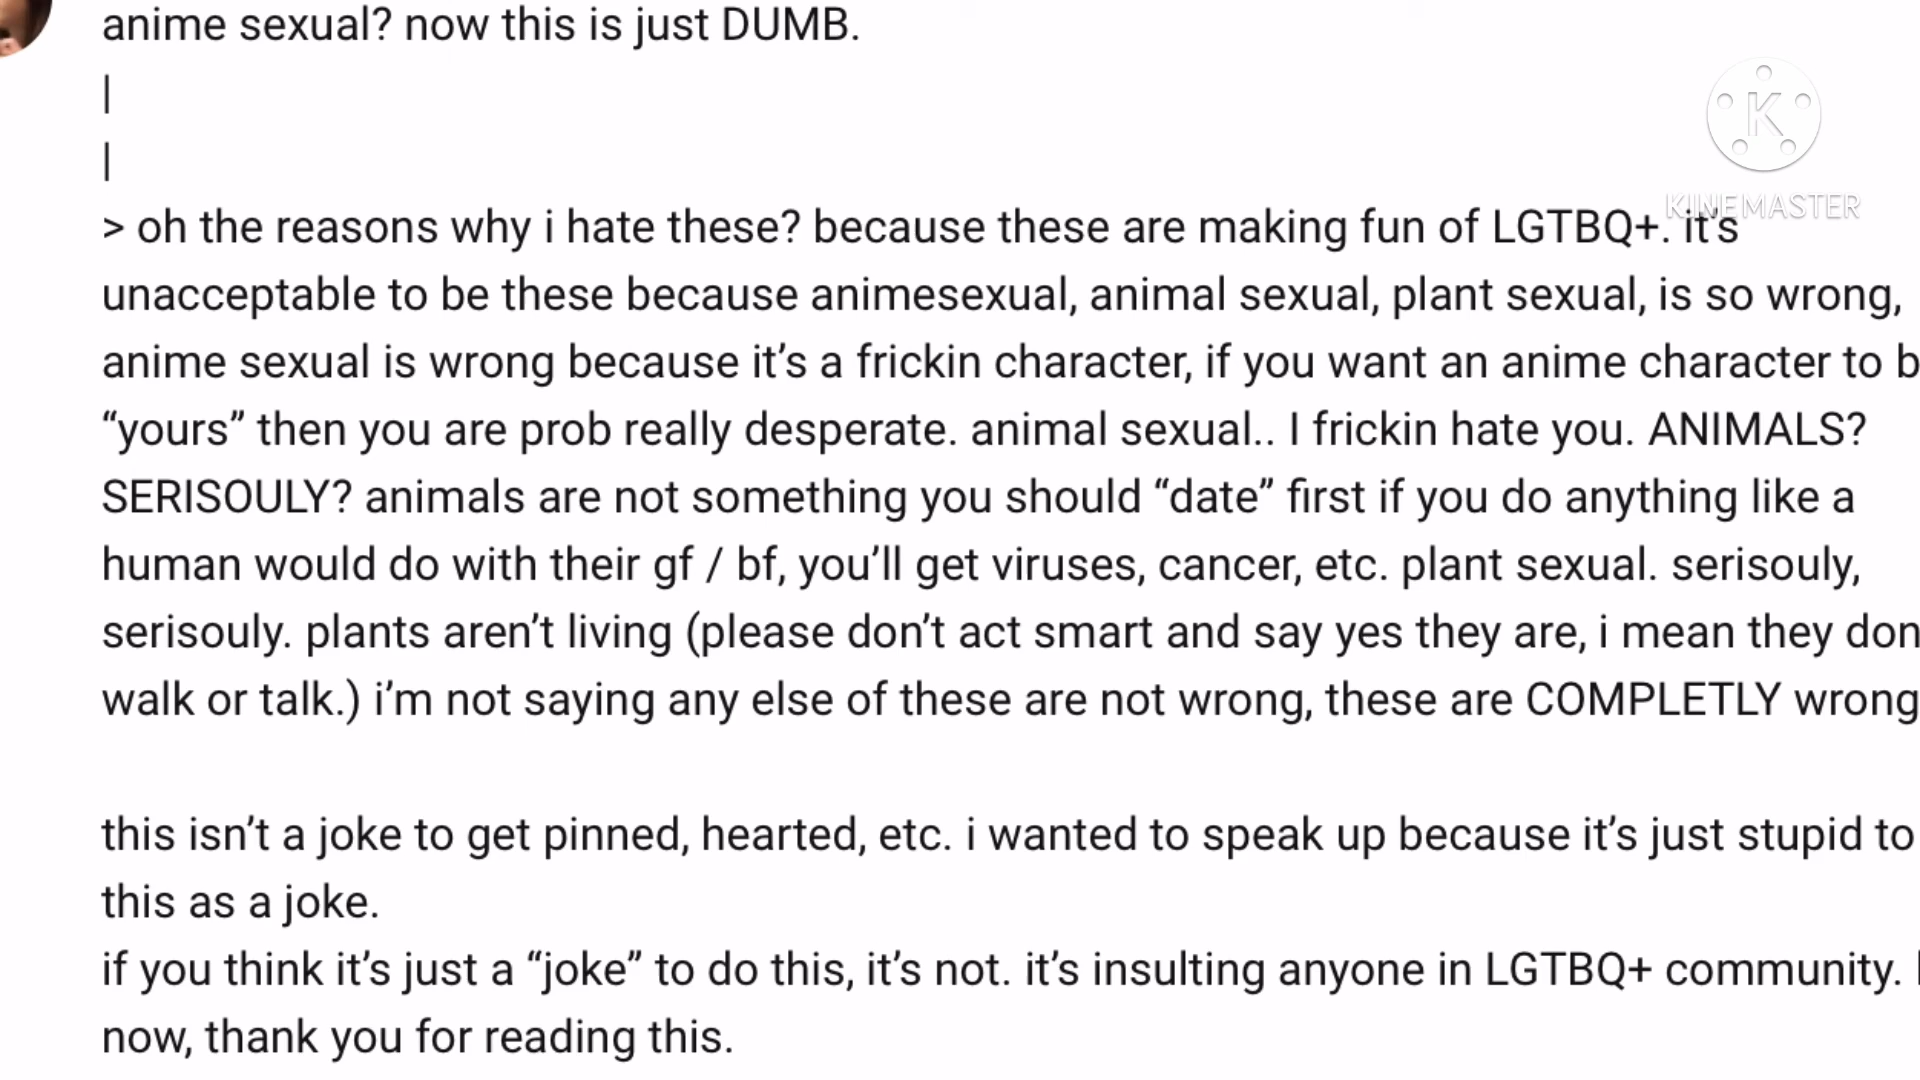 anime sexual? now this is just DUMB.
|
|
> oh the reasons why i hate these? because these are making fun of LGTBQ+. it’s
unacceptable to be these because animesexual, animal sexual, plant sexual, is so wrong,
anime sexual is wrong because it’s a frickin character, if you want an anime character to b
“yours” then you are prob really desperate. animal sexual.. I frickin hate you. ANIMALS?
SERISOULY? animals are not something you should “date” first if you do anything like a
human would do with their gf / bf, you’ll get viruses, cancer, etc. plant sexual. serisouly,
serisouly. plants aren’t living (please don’t act smart and say yes they are, i mean they don
walk or talk.) i’m not saying any else of these are not wrong, these are COMPLETLY wrong
this isn’t a joke to get pinned, hearted, etc. i wanted to speak up because it’s just stupid to
this as a joke.
if you think it’s just a “joke” to do this, it’s not. it’s insulting anyone in LGTBQ+ community.
now, thank you for reading this.
K
KINEMASTER